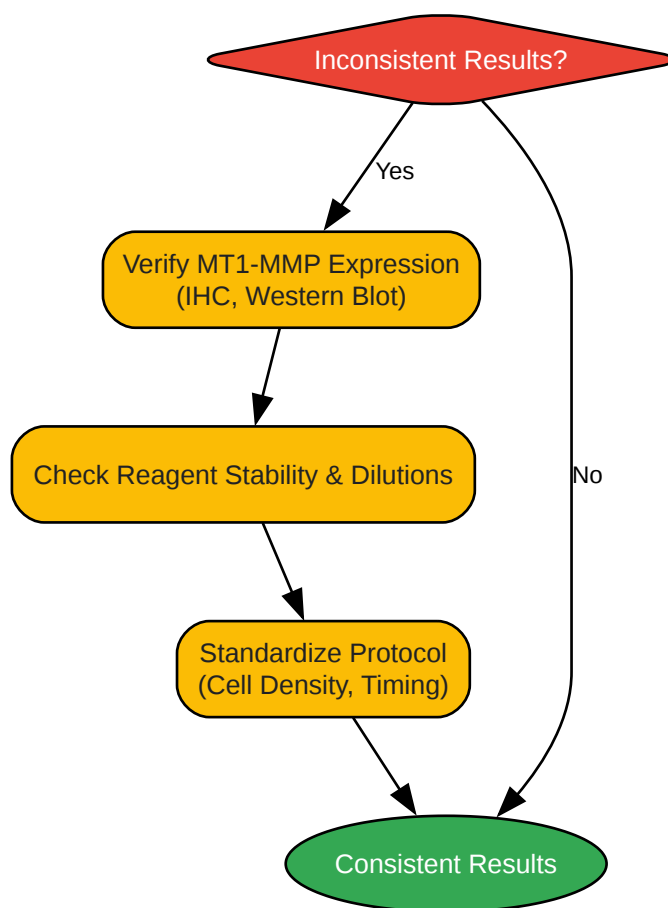 Inconsistent Results?
Yes
Verify MT1-MMP Expression
(IHC, Western Blot)
Check Reagent Stability & Dilutions
No
Standardize Protocol
(Cell Density, Timing)
Consistent Results